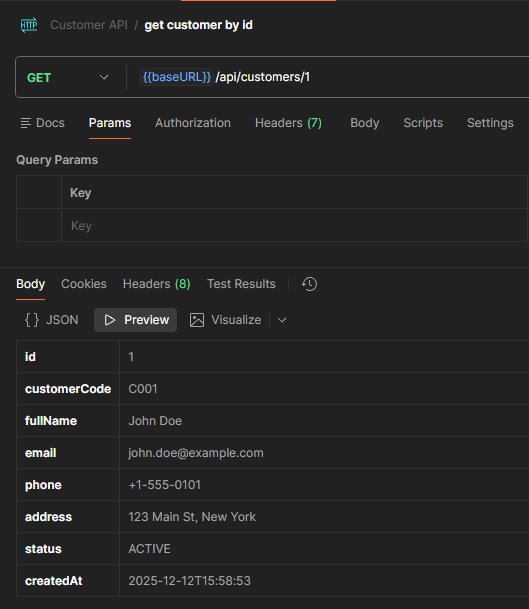 HTTP Customer API / get customer by id
GET {{baseURL}}/api/customers/1
Docs Params Authorization Headers (7) Body Scripts Settings
Query Params
Key
Key
Body Cookies Headers (8) Test Results
{} JSON Preview Visualize
id 1
customerCode C001
fullName John Doe
email john.doe@example.com
phone +1-555-0101
address 123 Main St, New York
status ACTIVE
createdAt 2025-12-12T15:58:53